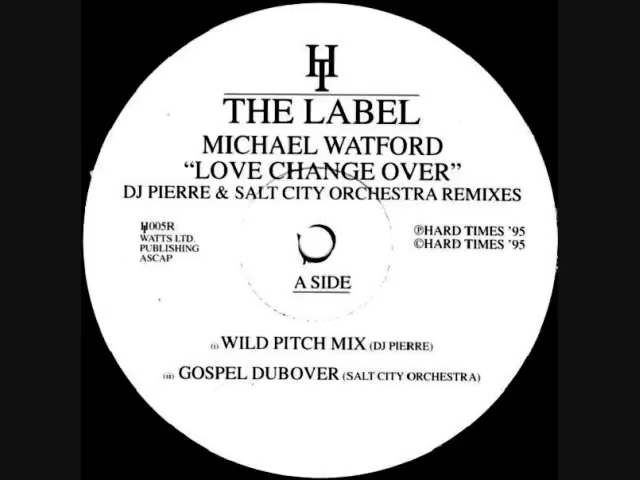 HT
THE LABEL
MICHAEL WATFORD
“LOVE CHANGE OVER”
DJ PIERRE & SALT CITY ORCHESTRA REMIXES
HT005R
WATTS LTD.
PUBLISHING
ASCAP
℗HARD TIMES '95
©HARD TIMES '95
A SIDE
(i) WILD PITCH MIX (DJ PIERRE)
(ii) GOSPEL DUBOVER (SALT CITY ORCHESTRA)